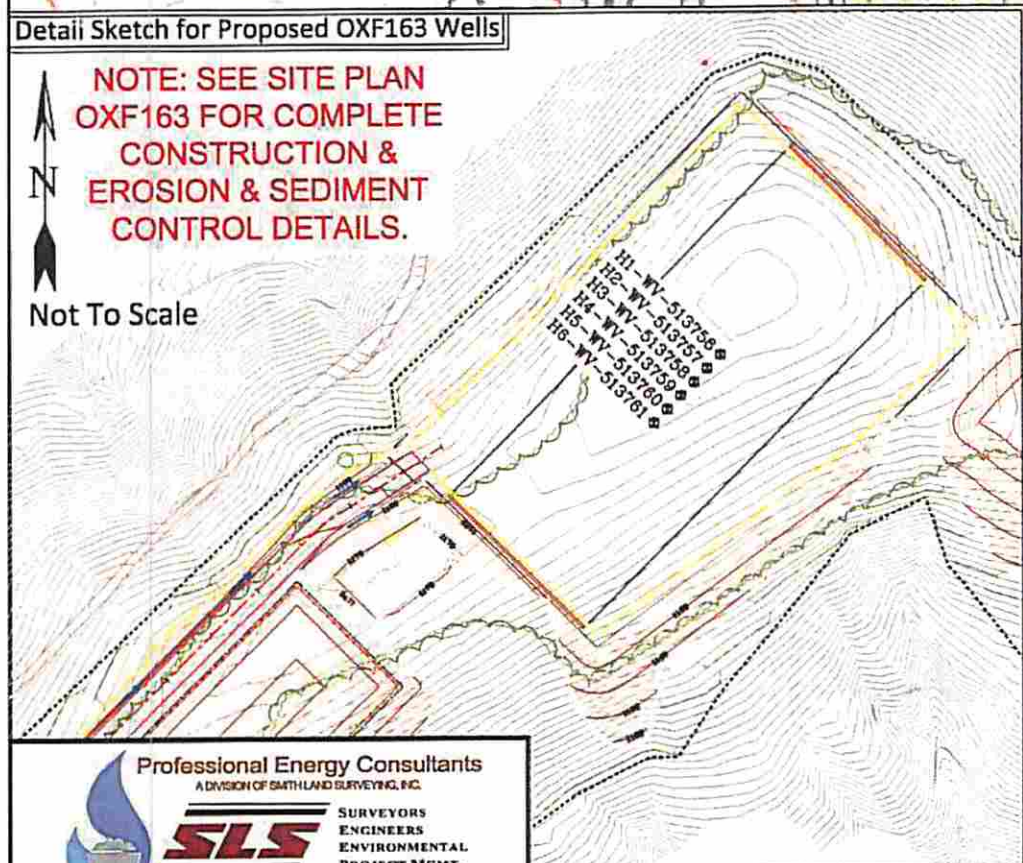 Detail Sketch for Proposed OXF163 Wells
NOTE: SEE SITE PLAN
OXF163 FOR COMPLETE
CONSTRUCTION &
EROSION & SEDIMENT
CONTROL DETAILS.
N
Not To Scale
H1-WV-513756
H2-WV-513757
H3-WV-513758
H4-WV-513759
H5-WV-513760
H6-WV-513761
Professional Energy Consultants
A DIVISION OF SMITH LAND SURVEYING, INC.
SLS
SURVEYORS
ENGINEERS
ENVIRONMENTAL
PROJECT MGMT.